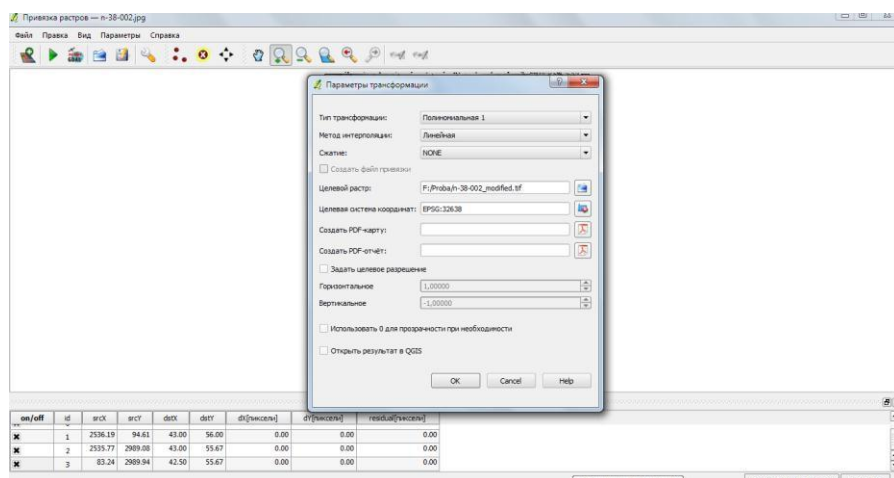 Привязка растров — n-38-002.jpg
Файл Правка Вид Параметры Справка
Параметры трансформации
Тип трансформации: Полиномиальная 1
Метод интерполяции: Линейная
Сжатие: NONE
Создать файл привязки
Целевой растр: F:/Proba/n-38-002_modified.tif
Целевая система координат: EPSG:32638
Создать PDF-карту:
Создать PDF-отчёт:
Задать целевое разрешение
Горизонтальное 1,00000
Вертикальное -1,00000
Использовать 0 для прозрачности при необходимости
Открыть результат в QGIS
OK Cancel Help
on/off id srcX srcY dstX dstY dX[пиксели] dY[пиксели] residual[пиксели]
1 2536.19 94.61 43.00 56.00 0.00 0.00 0.00
2 2535.77 2989.08 43.00 55.67 0.00 0.00 0.00
3 83.24 2989.94 42.50 55.67 0.00 0.00 0.00